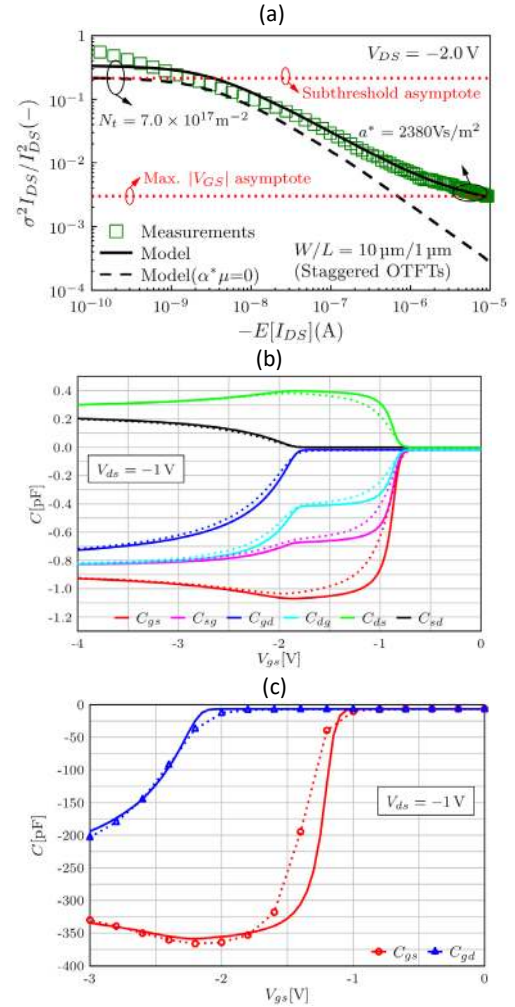 (a)
1
10⁻¹
10⁻²
10⁻³
10⁻⁴
σ²I_DS/I²_DS(−)
V_DS = −2.0 V
Subthreshold asymptote
N_t = 7.0 × 10¹⁷m⁻²
a* = 2380Vs/m²
Max. |V_GS| asymptote
Measurements
Model
Model(α*μ=0)
W/L = 10 μm/1 μm
(Staggered OTFTs)
10⁻¹⁰ 10⁻⁹ 10⁻⁸ 10⁻⁷ 10⁻⁶ 10⁻⁵
−E[I_DS](A)
(b)
0.4
0.2
0.0
-0.2
-0.4
-0.6
-0.8
-1.0
-1.2
C[pF]
V_ds = −1 V
C_gs C_sg C_gd C_dg C_ds C_sd
-4 -3 -2 -1 0
V_gs[V]
(c)
0
-50
-100
-150
-200
-250
-300
-350
-400
C[pF]
V_ds = −1 V
C_gs C_gd
-3 -2 -1 0
V_gs[V]